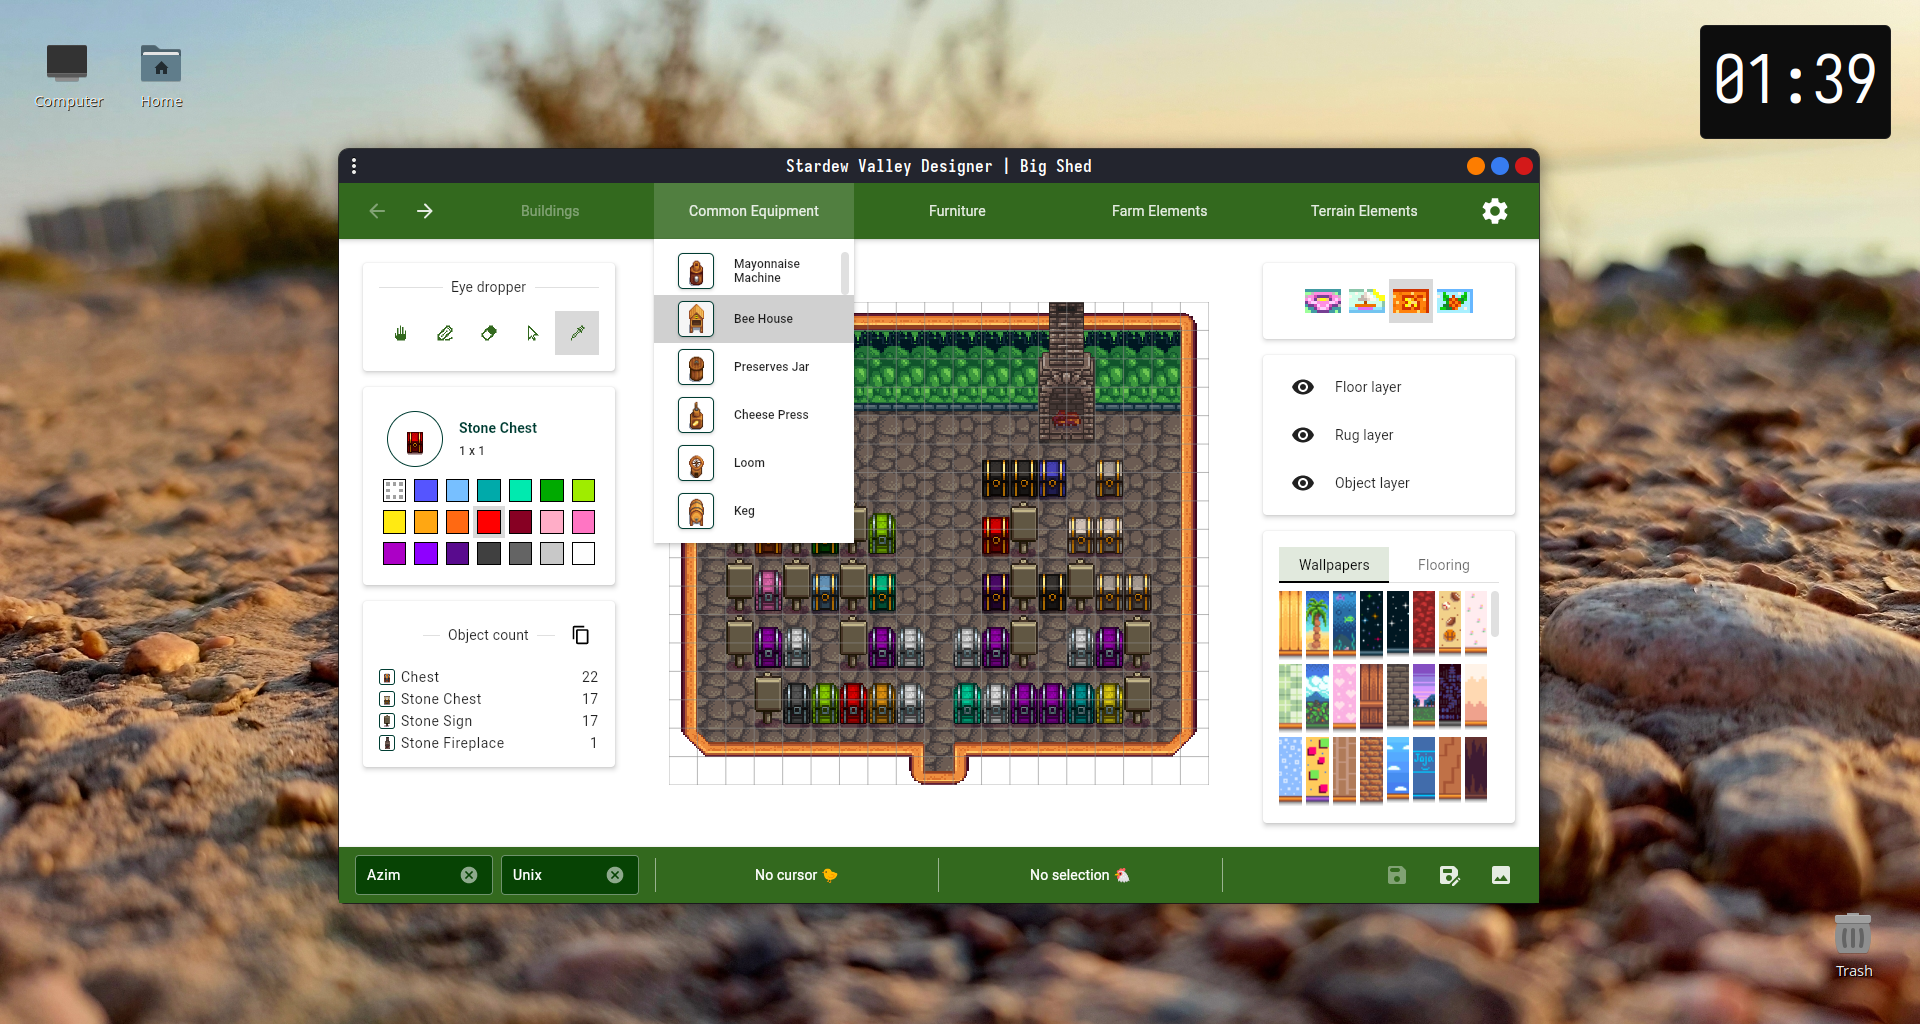 Computer
Home
01:39
Stardew Valley Designer | Big Shed
Buildings
Common Equipment
Furniture
Farm Elements
Terrain Elements
Eye dropper
Stone Chest
1 x 1
Object count
Chest 22
Stone Chest 17
Stone Sign 17
Stone Fireplace 1
Mayonnaise
Machine
Bee House
Preserves Jar
Cheese Press
Loom
Keg
Floor layer
Rug layer
Object layer
Wallpapers
Flooring
Jojo
Azim
Unix
No cursor
No selection
Trash